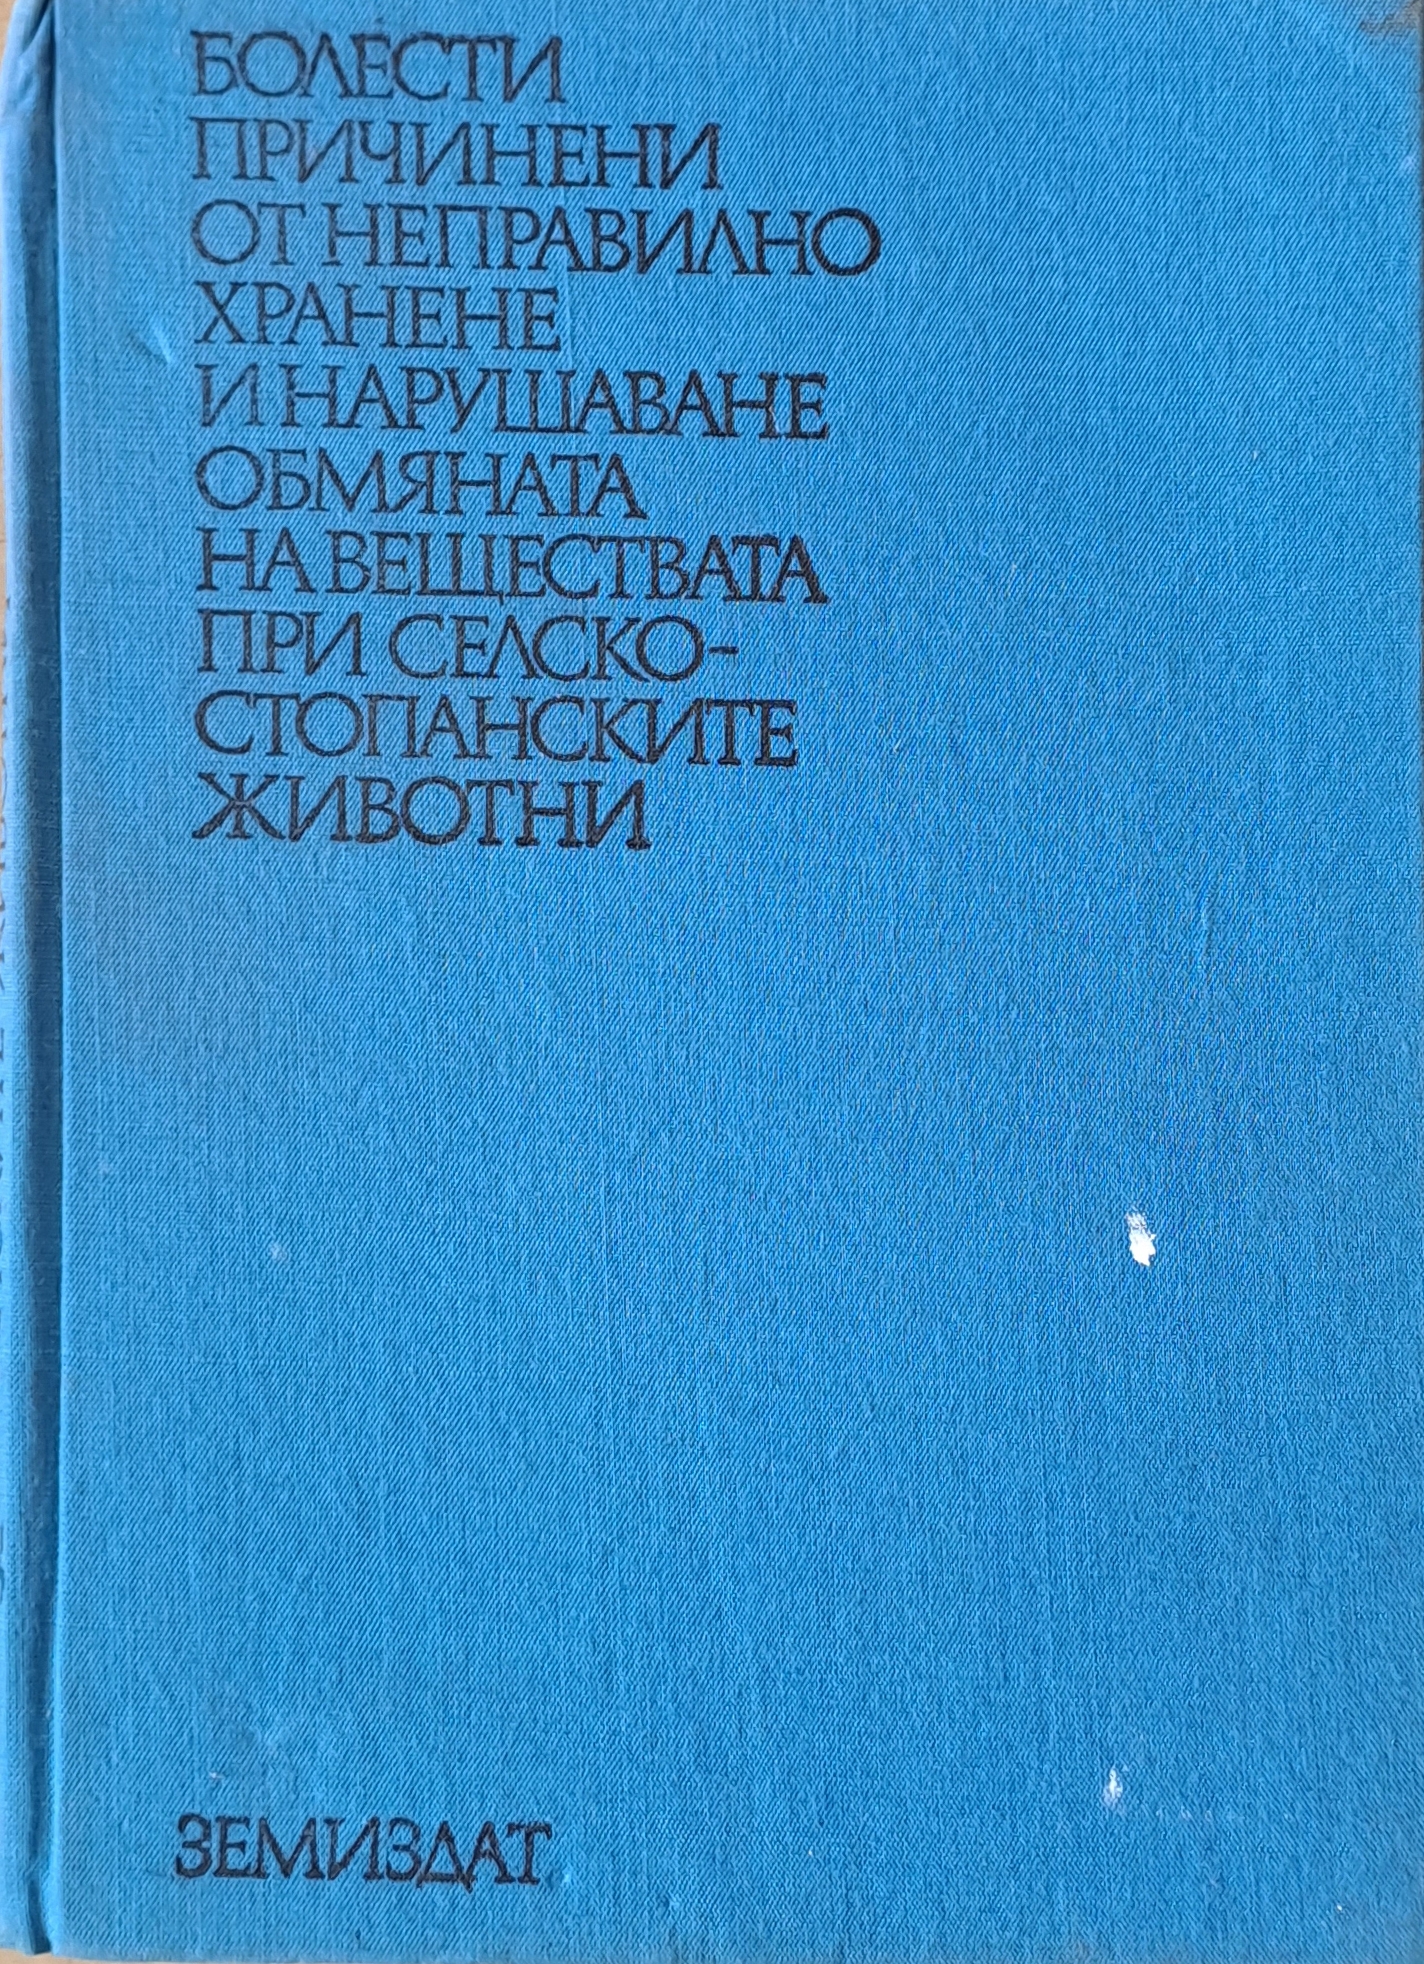 БОЛЕСТИ
ПРИЧИНЕНИ
ОТ НЕПРАВИЛНО
ХРАНЕНЕ
И НАРУШАВАНЕ
ОБМЯНАТА
НА ВЕЩЕСТВАТА
ПРИ СЕЛСКО-
СТОПАНСКИТЕ
ЖИВОТНИ
ЗЕМИЗДАТ